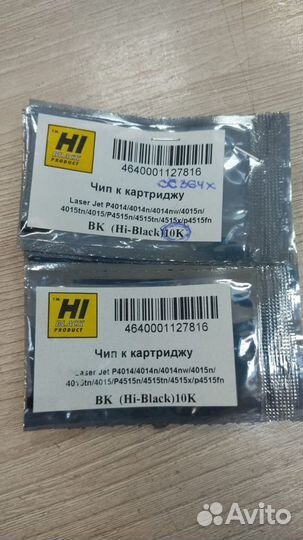 TM HI
BLACK
PRODUCT
4640001127816
CC364X
Чип к картриджу
Laser Jet P4014/4014n/4014nw/4015n/
4015tn/4015/P4515n/4515tn/4515x/p4515fn
BK (Hi-Black)10K
TM HI
BLACK
PRODUCT
4640001127816
Чип к картриджу
Laser Jet P4014/4014n/4014nw/4015n/
4015tn/4015/P4515n/4515tn/4515x/p4515fn
BK (Hi-Black)10K
Avito